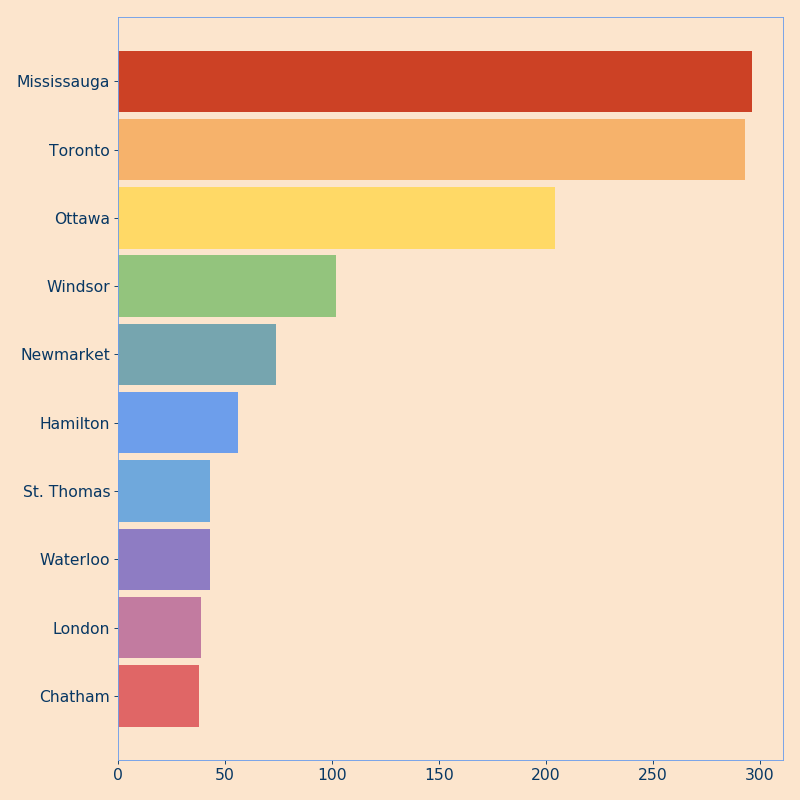 Mississauga
Toronto
Ottawa
Windsor
Newmarket
Hamilton
St. Thomas
Waterloo
London
Chatham
0 50 100 150 200 250 300